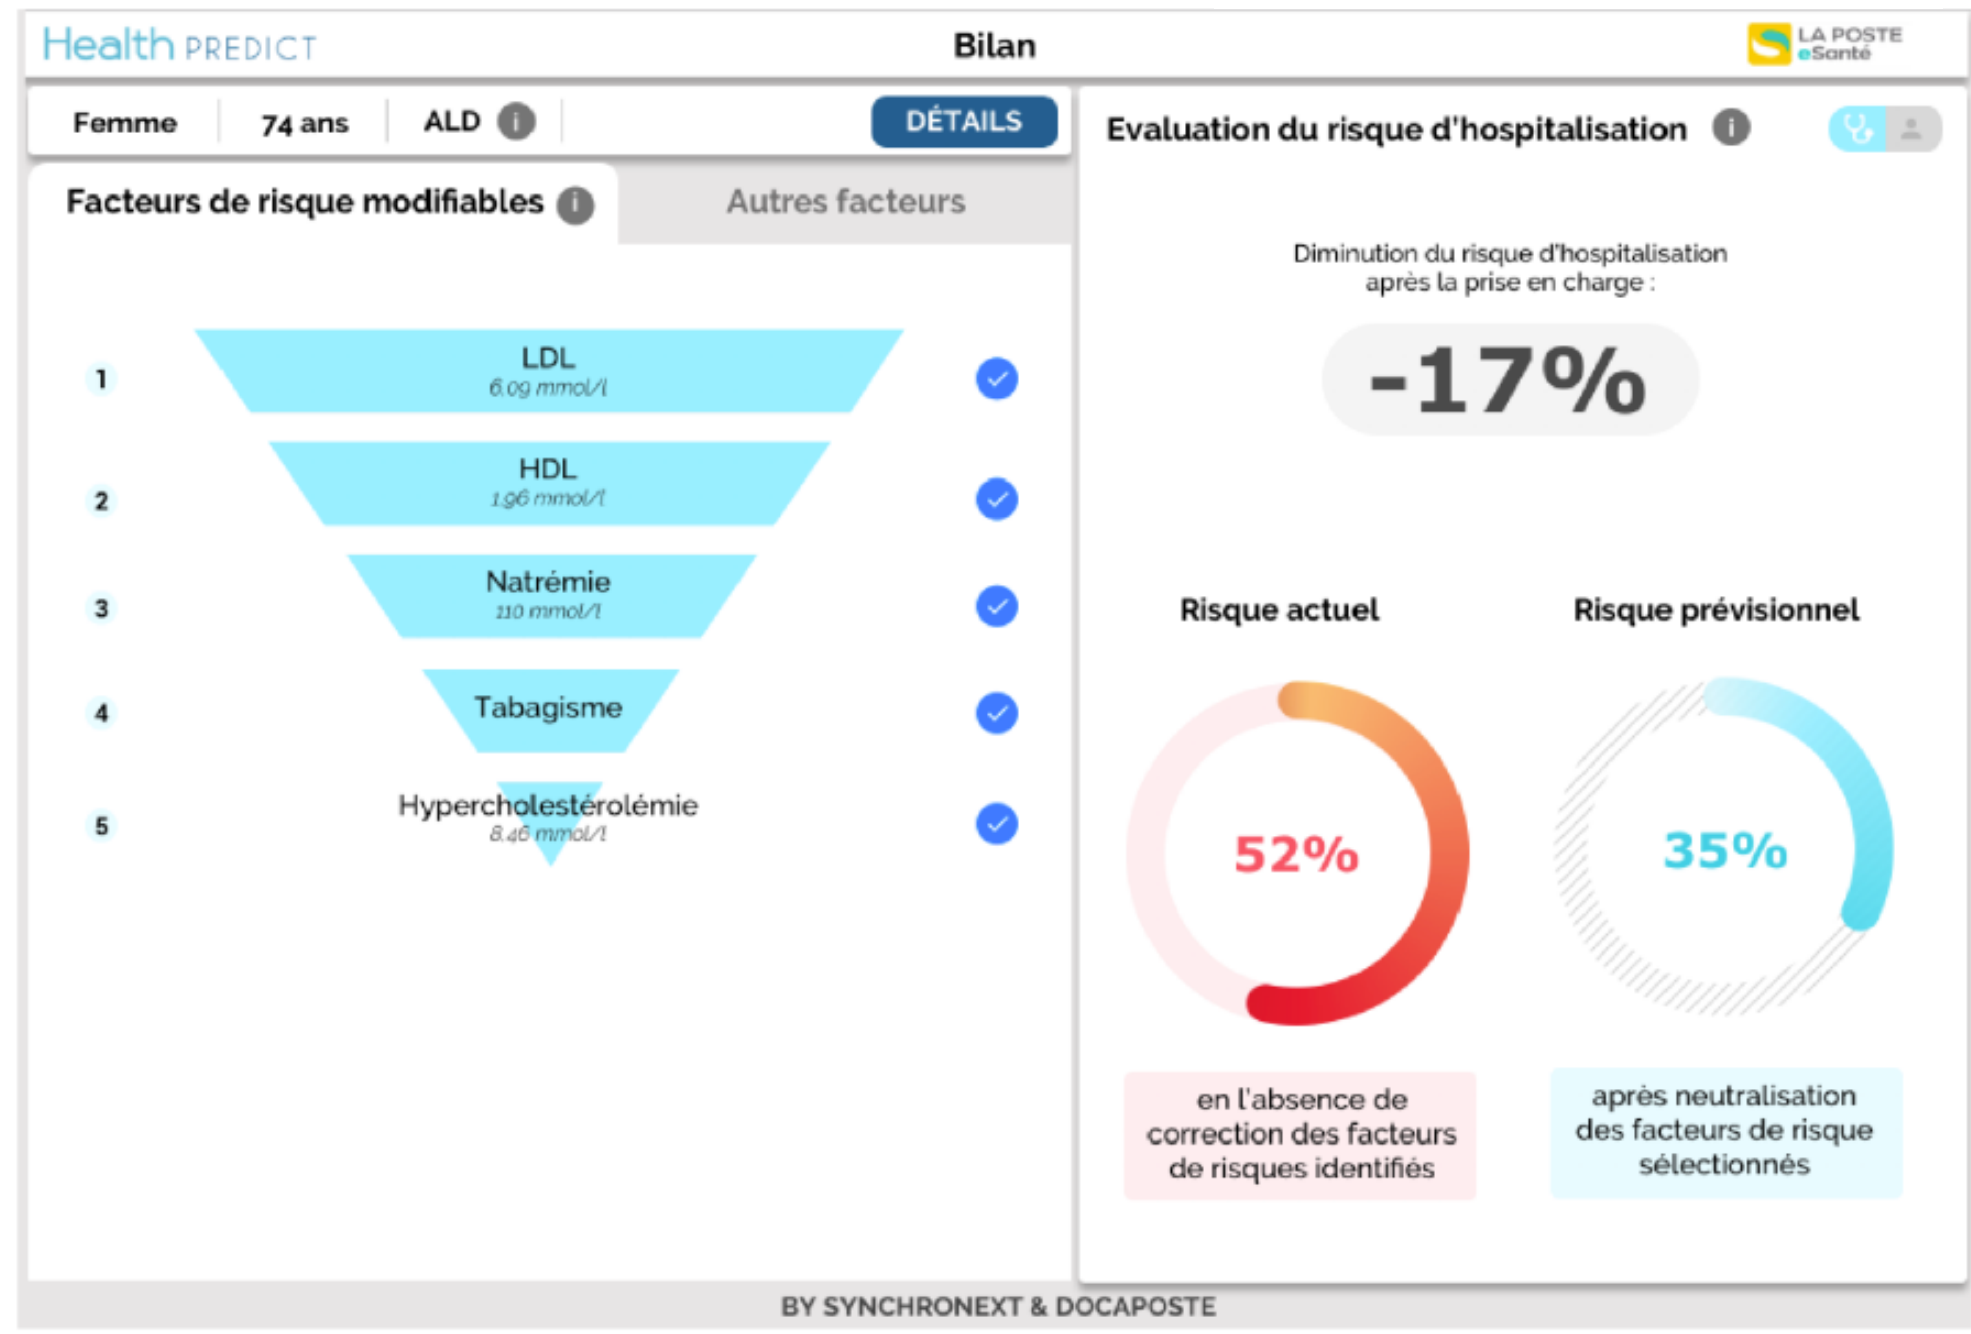 Health PREDICT
Bilan
LA POSTE
eSanté
Femme
74 ans
ALD i
DÉTAILS
Facteurs de risque modifiables i
Autres facteurs
1
LDL
6.09 mmol/l
2
HDL
1.96 mmol/l
3
Natrémie
110 mmol/l
4
Tabagisme
5
Hypercholestérolémie
8.46 mmol/l
Evaluation du risque d'hospitalisation i
Diminution du risque d'hospitalisation
après la prise en charge :
-17%
Risque actuel
52%
en l'absence de
correction des facteurs
de risques identifiés
Risque prévisionnel
35%
après neutralisation
des facteurs de risque
sélectionnés
BY SYNCHRONEXT & DOCAPOSTE